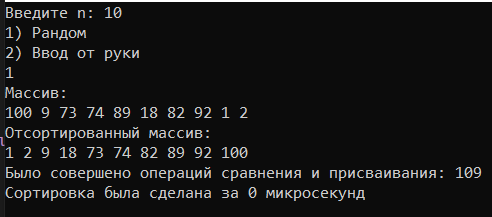 Введите n: 10
1) Рандом
2) Ввод от руки
1
Массив:
100 9 73 74 89 18 82 92 1 2
Отсортированный массив:
1 2 9 18 73 74 82 89 92 100
Было совершено операций сравнения и присваивания: 109
Сортировка была сделана за 0 микросекунд